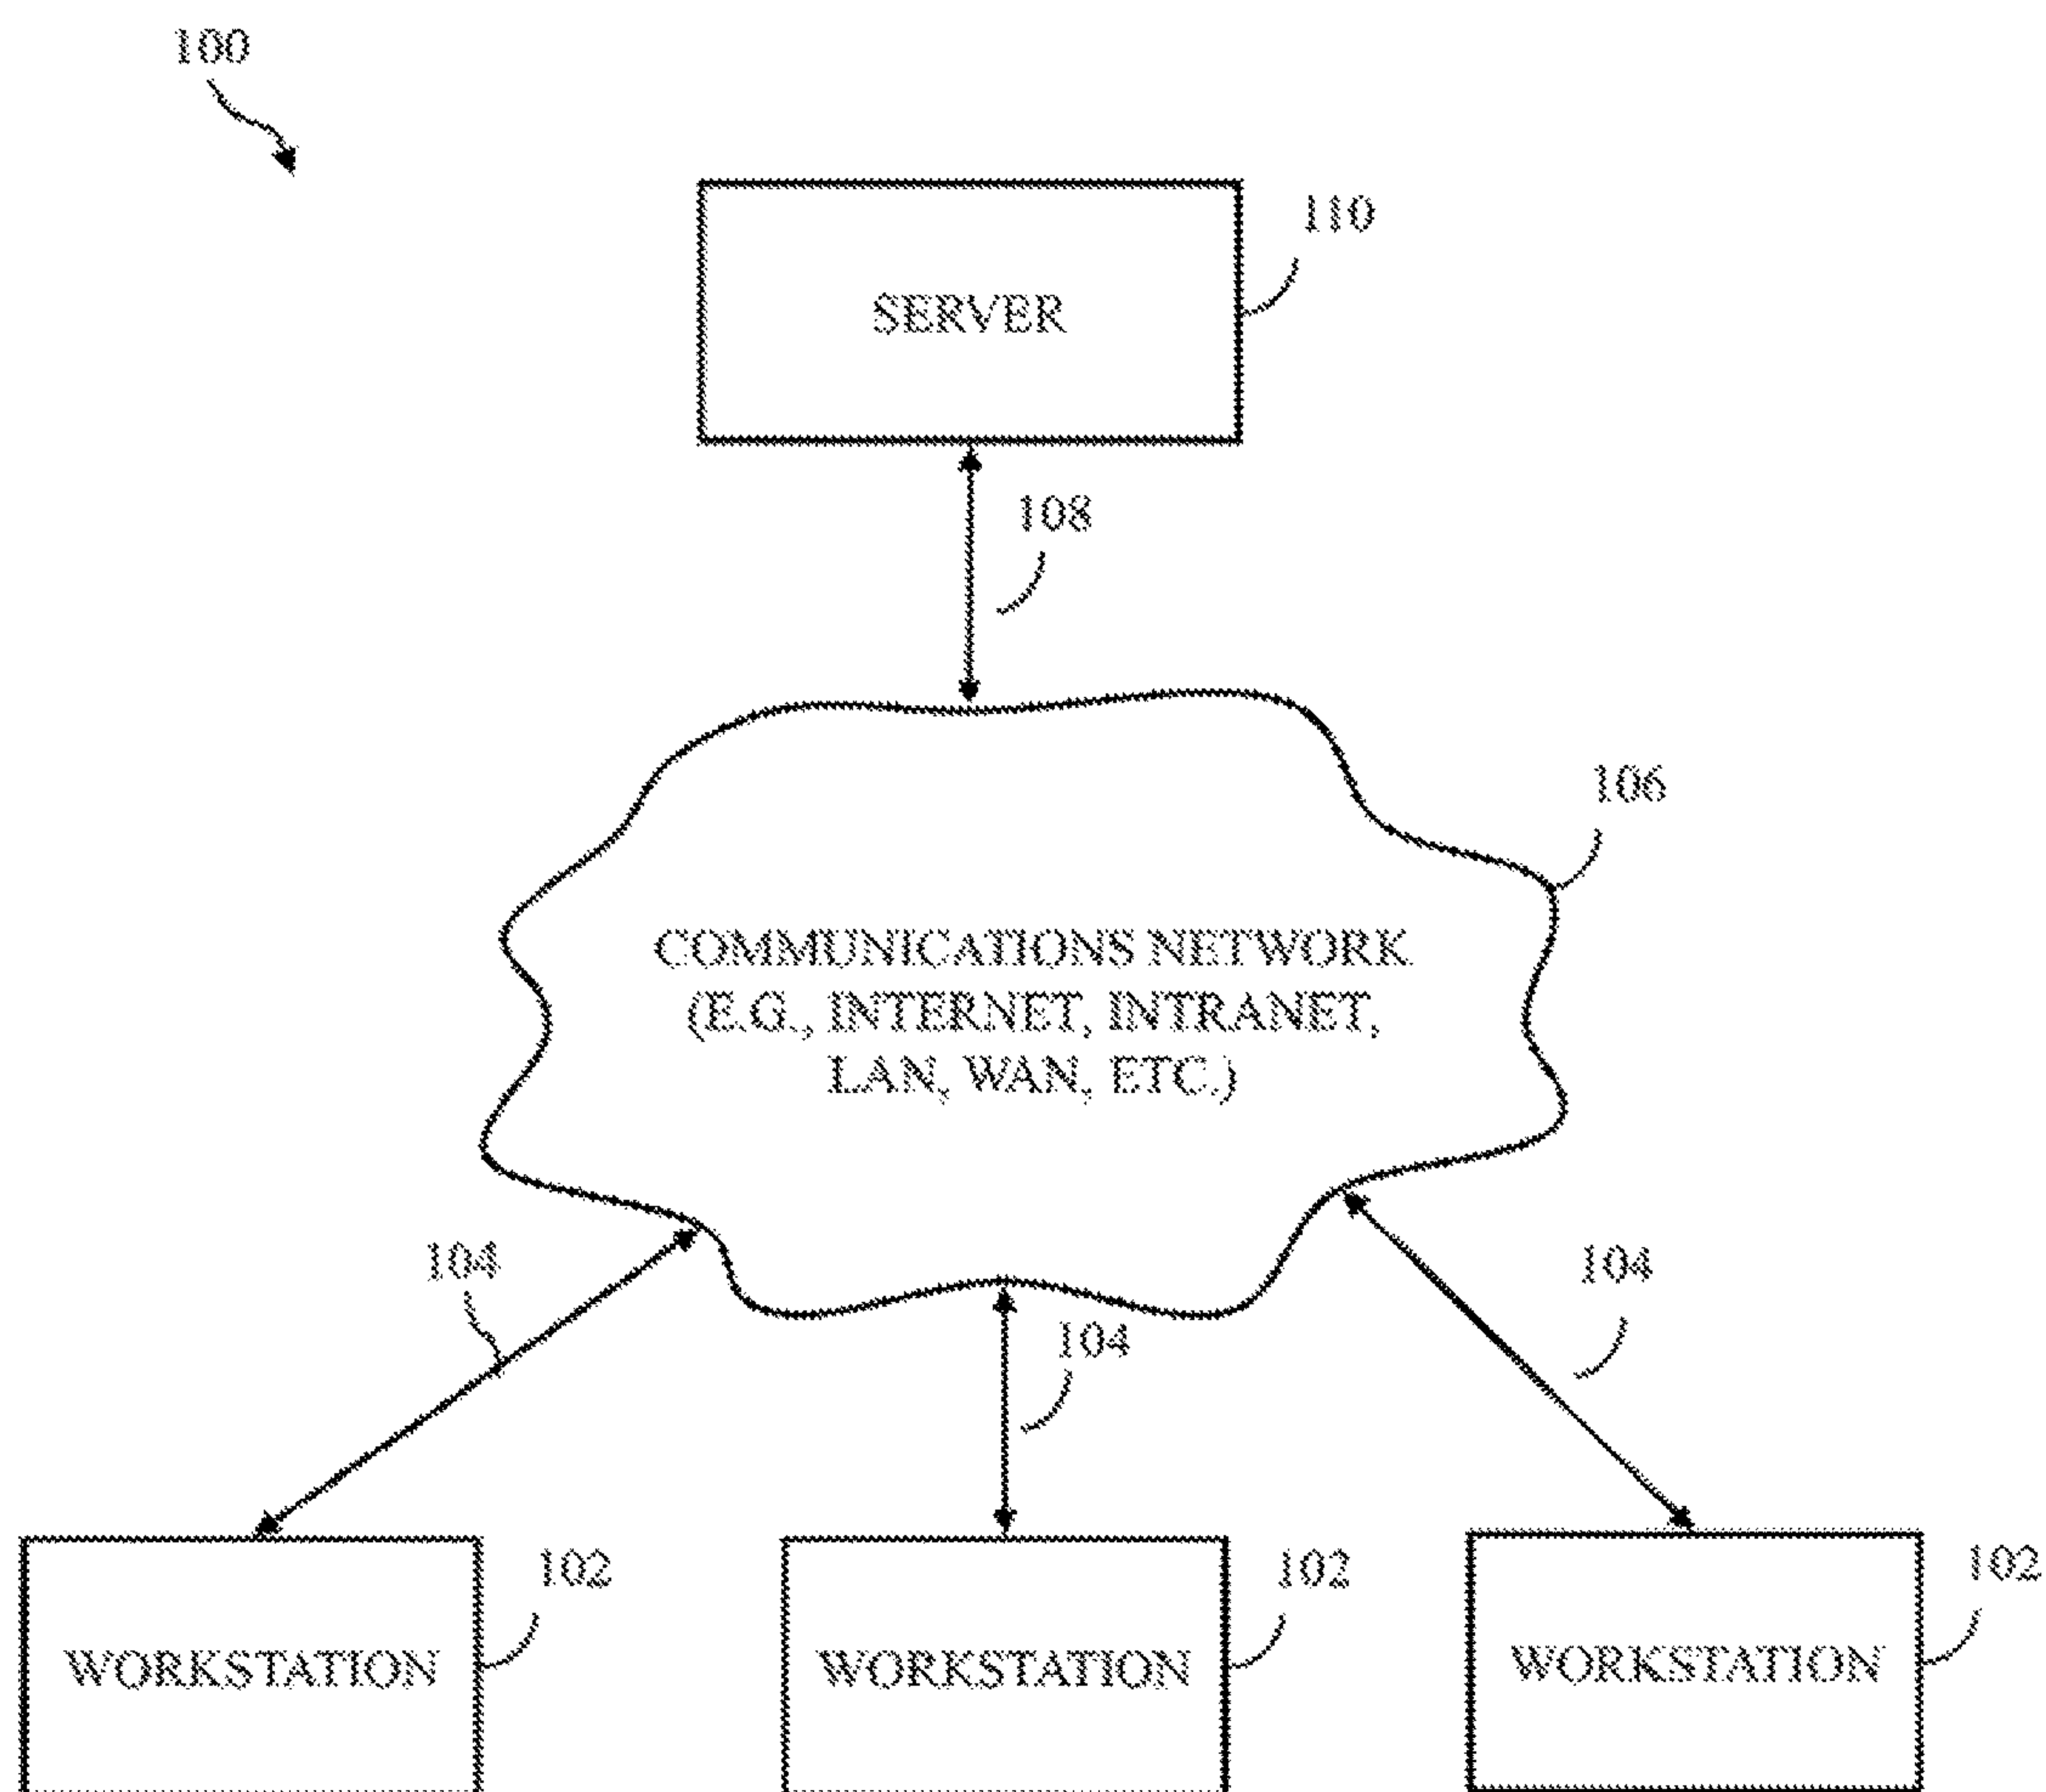 100
110
SERVER
108
106
COMMUNICATIONS NETWORK
(E.G., INTERNET, INTRANET,
LAN, WAN, ETC.)
104
104
104
102
102
102
WORKSTATION
WORKSTATION
WORKSTATION